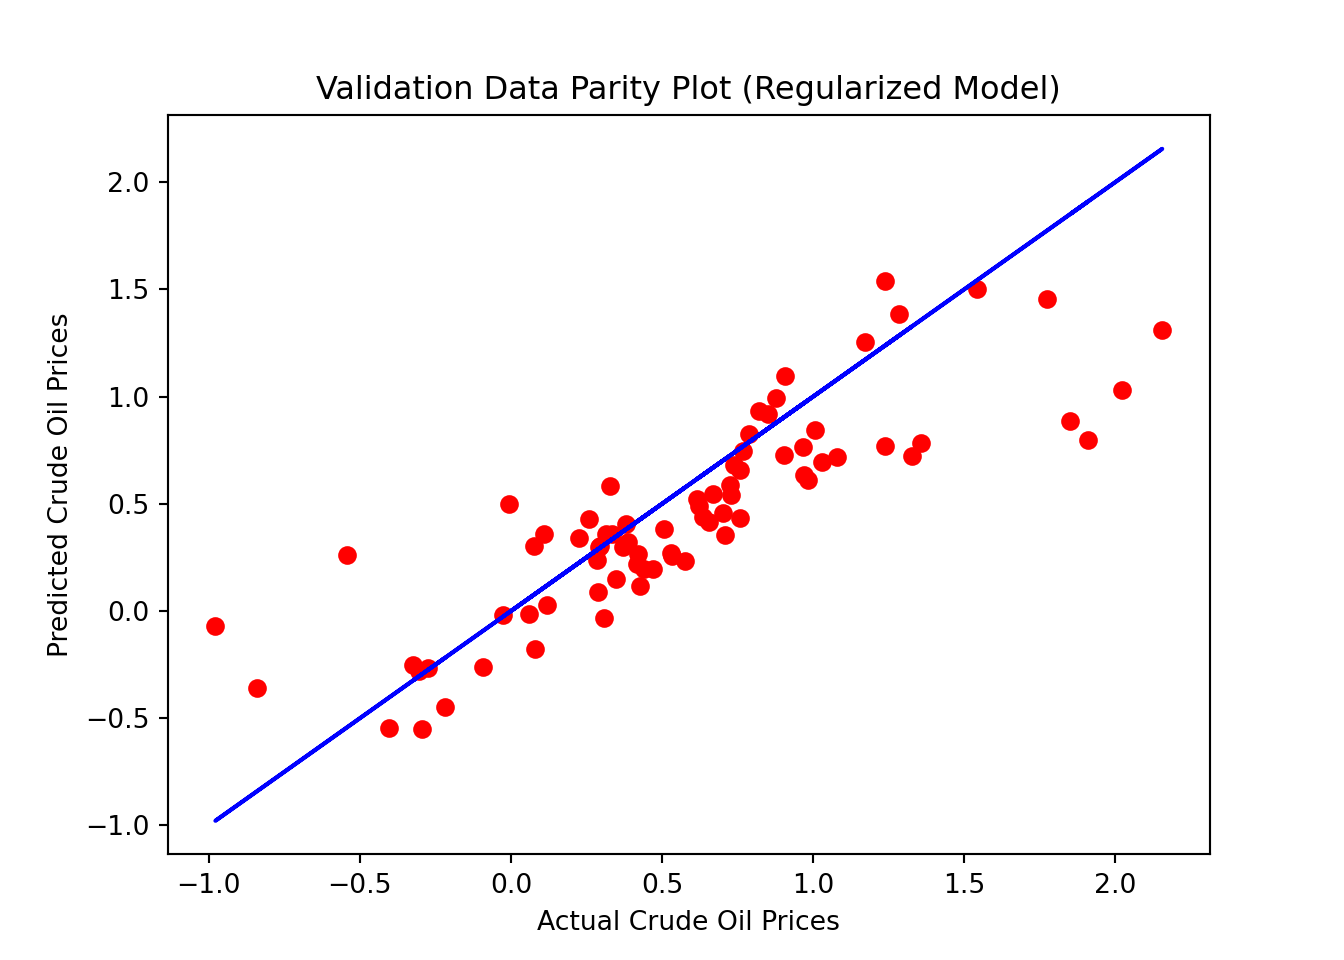 Validation Data Parity Plot (Regularized Model)
Predicted Crude Oil Prices
2.0
1.5
1.0
0.5
0.0
−0.5
−1.0
−1.0 −0.5 0.0 0.5 1.0 1.5 2.0
Actual Crude Oil Prices